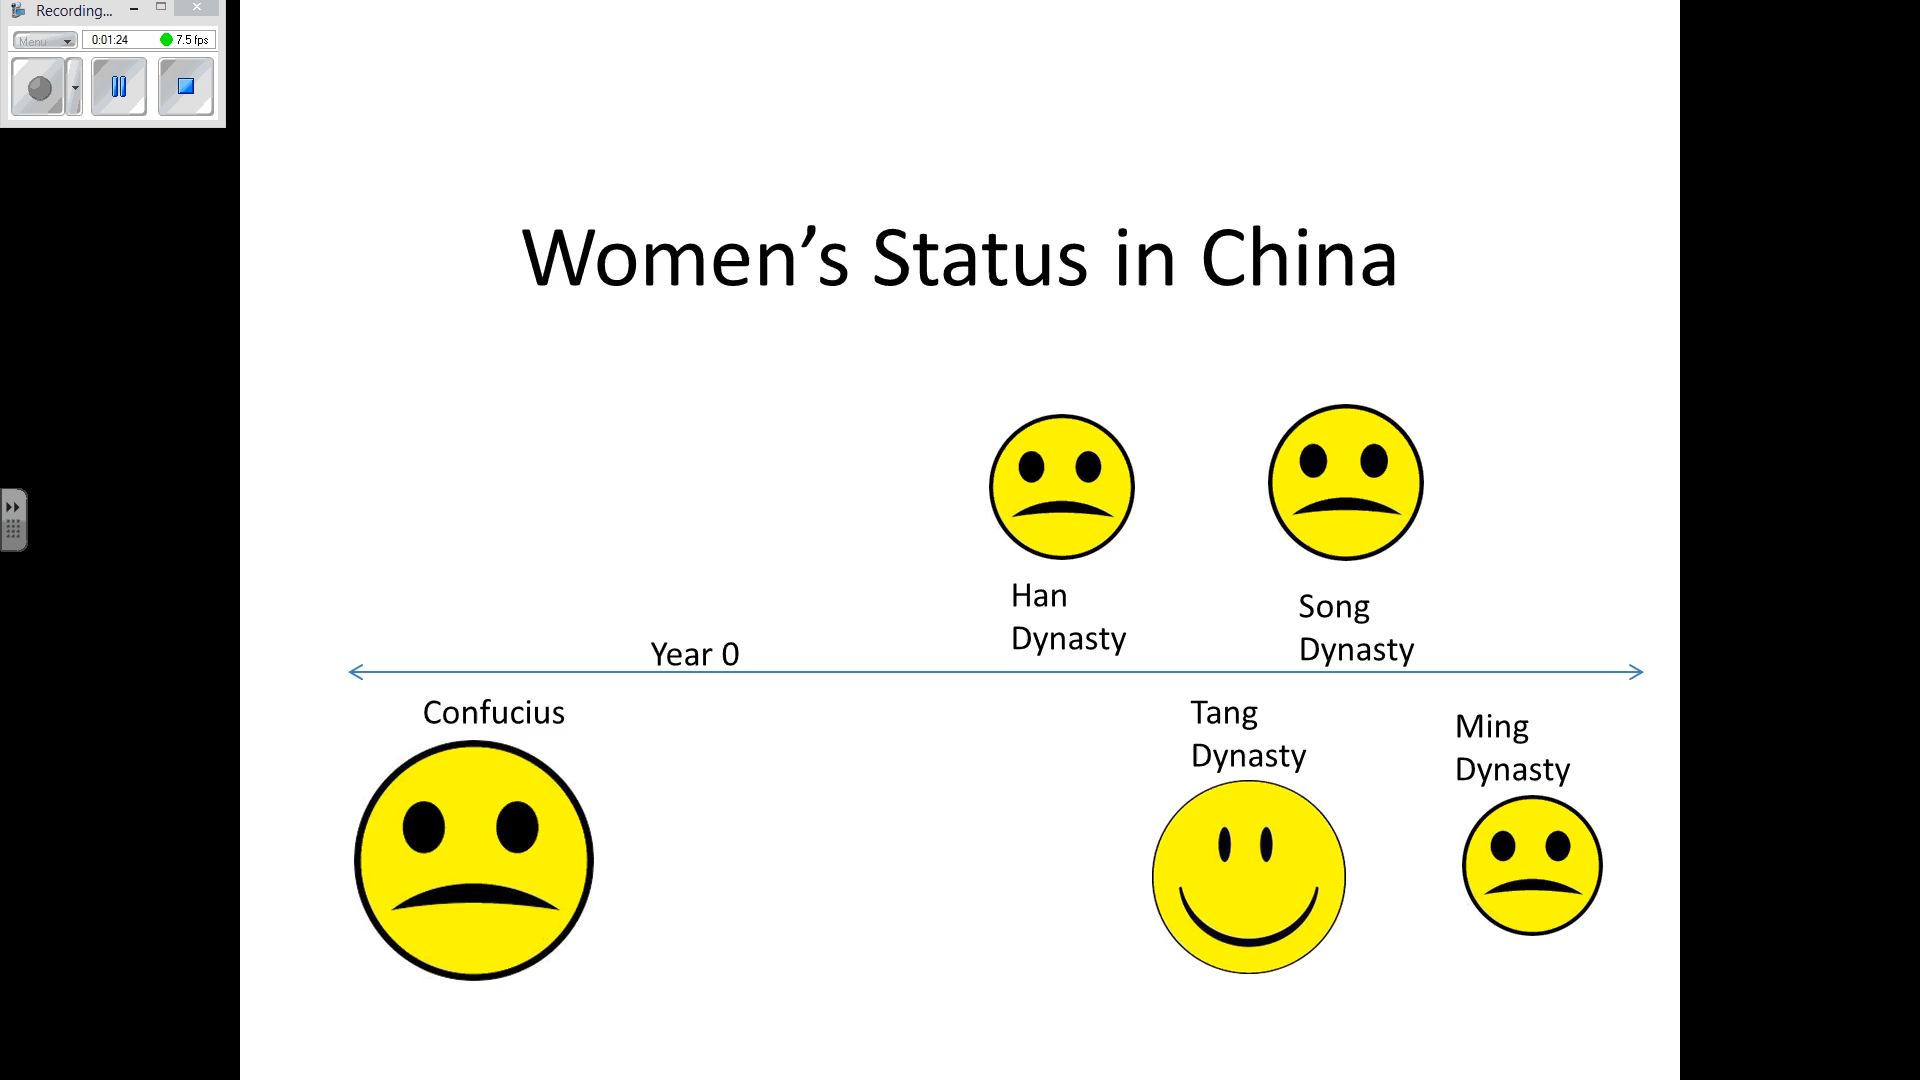 Recording...
Menu
0:01:24
7.5 fps
Women’s Status in China
Han
Dynasty
Song
Dynasty
Year 0
Confucius
Tang
Dynasty
Ming
Dynasty